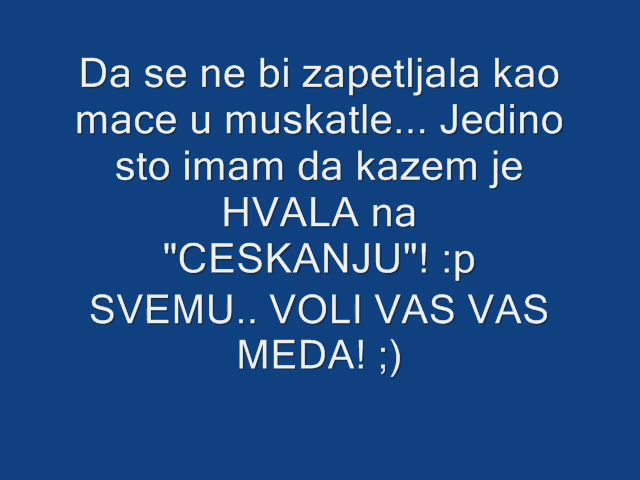 Da se ne bi zapetljala kao
mace u muskatle... Jedino
sto imam da kazem je
HVALA na
"CESKANJU"! :p
SVEMU.. VOLI VAS VAS
MEDA! ;)